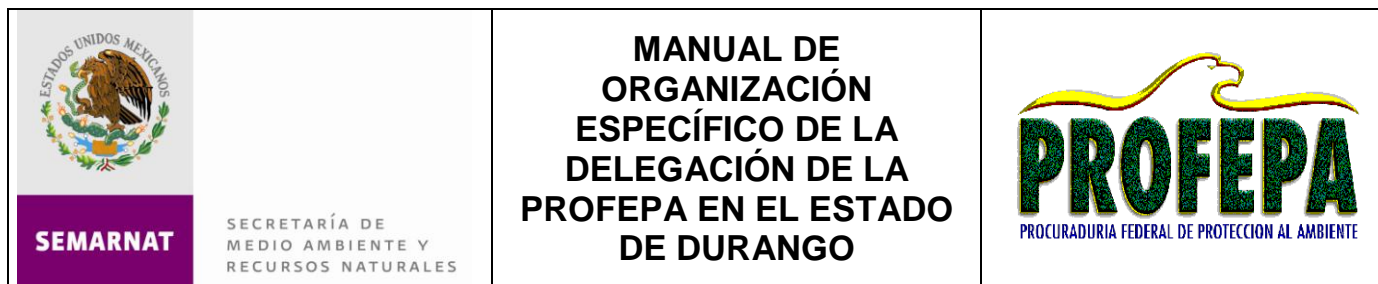 ESTADOS UNIDOS MEXICANOS
SEMARNAT
SECRETARÍA DE
MEDIO AMBIENTE Y
RECURSOS NATURALES
MANUAL DE
ORGANIZACIÓN
ESPECÍFICO DE LA
DELEGACIÓN DE LA
PROFEPA EN EL ESTADO
DE DURANGO
PROFEPA
PROCURADURIA FEDERAL DE PROTECCION AL AMBIENTE